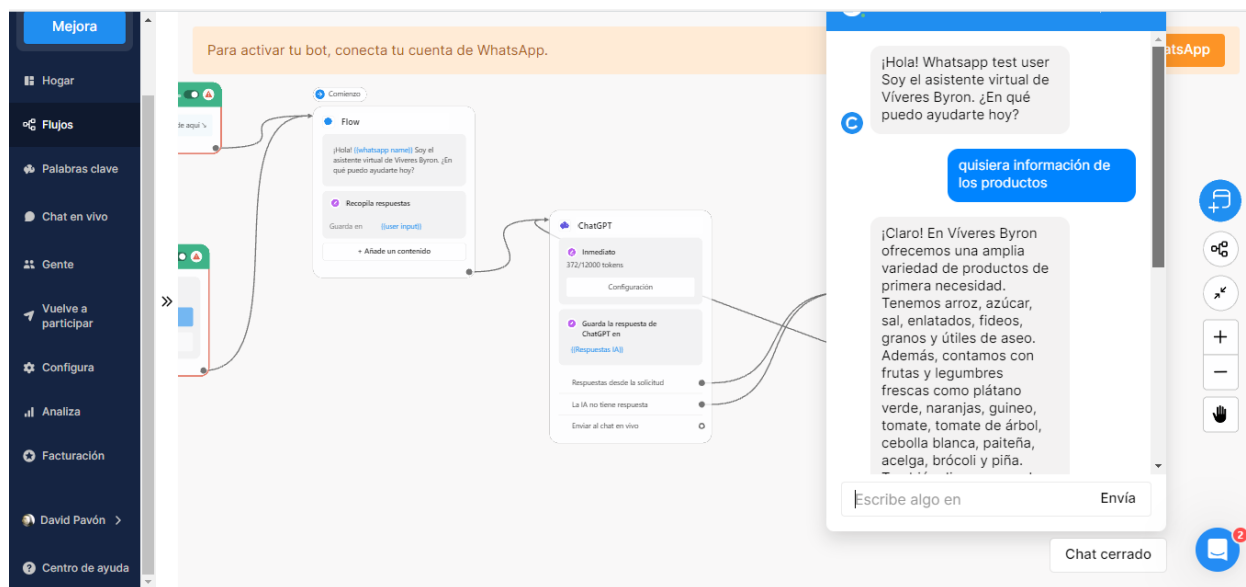 Mejora
Hogar
Flujos
Palabras clave
Chat en vivo
Gente
Vuelve a
participar
Configura
Analiza
Facturación
David Pavón
Centro de ayuda
Para activar tu bot, conecta tu cuenta de WhatsApp.
atsApp
de aquí
Comienzo
Flow
¡Hola! {{whatsapp name}} Soy el
asistente virtual de Víveres Byron. ¿En
qué puedo ayudarte hoy?
Recopila respuestas
Guarda en {{user input}}
+ Añade un contenido
ChatGPT
Inmediato
372/12000 tokens
Configuración
Guarda la respuesta de
ChatGPT en
{{Respuestas IA}}
Respuestas desde la solicitud
La IA no tiene respuesta
Enviar al chat en vivo
¡Hola! Whatsapp test user
Soy el asistente virtual de
Víveres Byron. ¿En qué
puedo ayudarte hoy?
C
quisiera información de
los productos
¡Claro! En Víveres Byron
ofrecemos una amplia
variedad de productos de
primera necesidad.
Tenemos arroz, azúcar,
sal, enlatados, fideos,
granos y útiles de aseo.
Además, contamos con
frutas y legumbres
frescas como plátano
verde, naranjas, guineo,
tomate, tomate de árbol,
cebolla blanca, paiteña,
acelga, brócoli y piña.
Escribe algo en
Envía
Chat cerrado
2